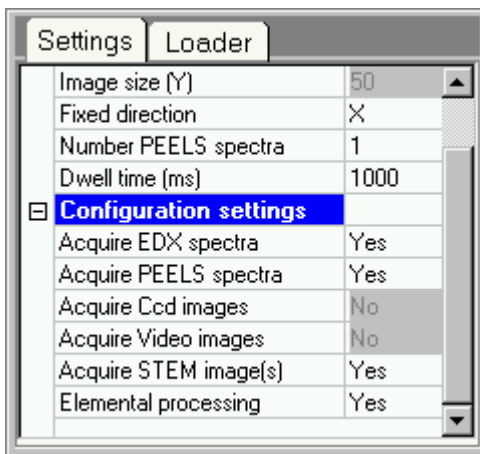 Settings Loader
Image size (Y) 50
Fixed direction X
Number PEELS spectra 1
Dwell time (ms) 1000
Configuration settings
Acquire EDX spectra Yes
Acquire PEELS spectra Yes
Acquire Ccd images No
Acquire Video images No
Acquire STEM image(s) Yes
Elemental processing Yes